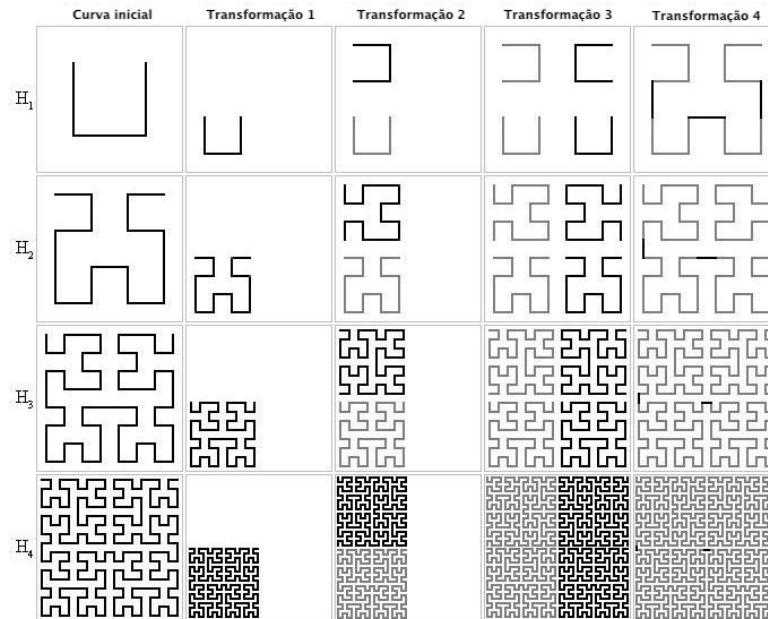 Curva inicial Transformação 1 Transformação 2 Transformação 3 Transformação 4
H1
H2
H3
H4